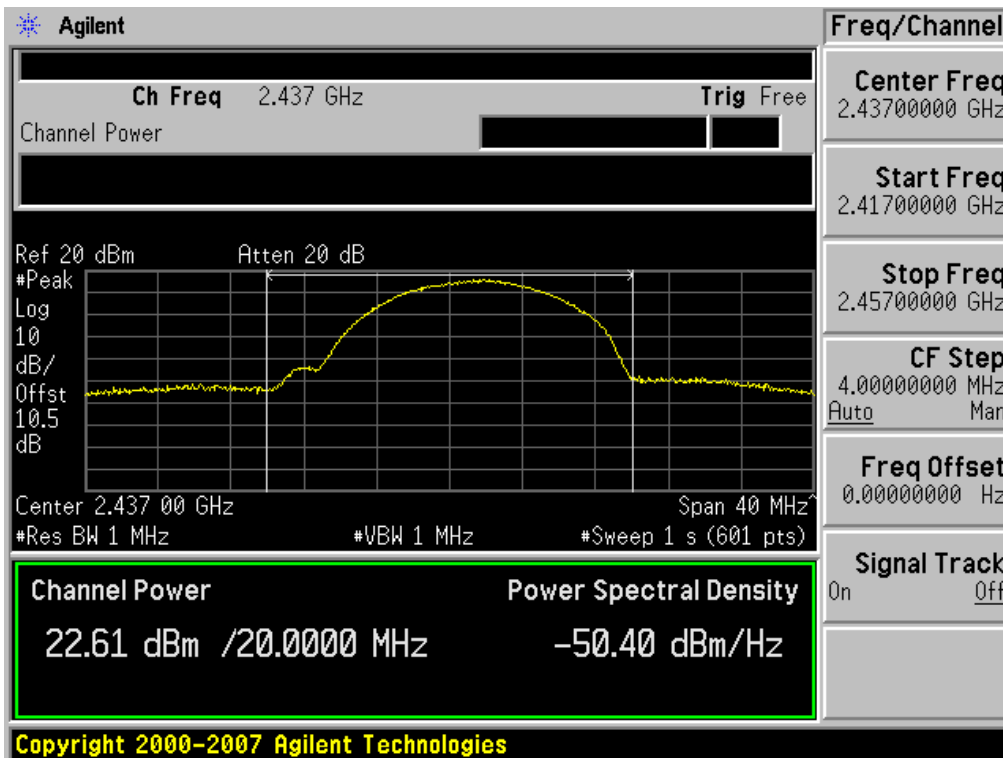 Agilent
Freq/Channel
Ch Freq 2.437 GHz Trig Free
Channel Power
Center Freq
2.43700000 GHz
Start Freq
2.41700000 GHz
Stop Freq
2.45700000 GHz
CF Step
4.00000000 MHz
Auto Man
Freq Offset
0.00000000 Hz
Signal Track
On Off
Ref 20 dBm Atten 20 dB
#Peak
Log
10
dB/
Offst
10.5
dB
Center 2.437 00 GHz Span 40 MHz^
#Res BW 1 MHz #VBW 1 MHz #Sweep 1 s (601 pts)
Channel Power Power Spectral Density
22.61 dBm /20.0000 MHz -50.40 dBm/Hz
Copyright 2000-2007 Agilent Technologies